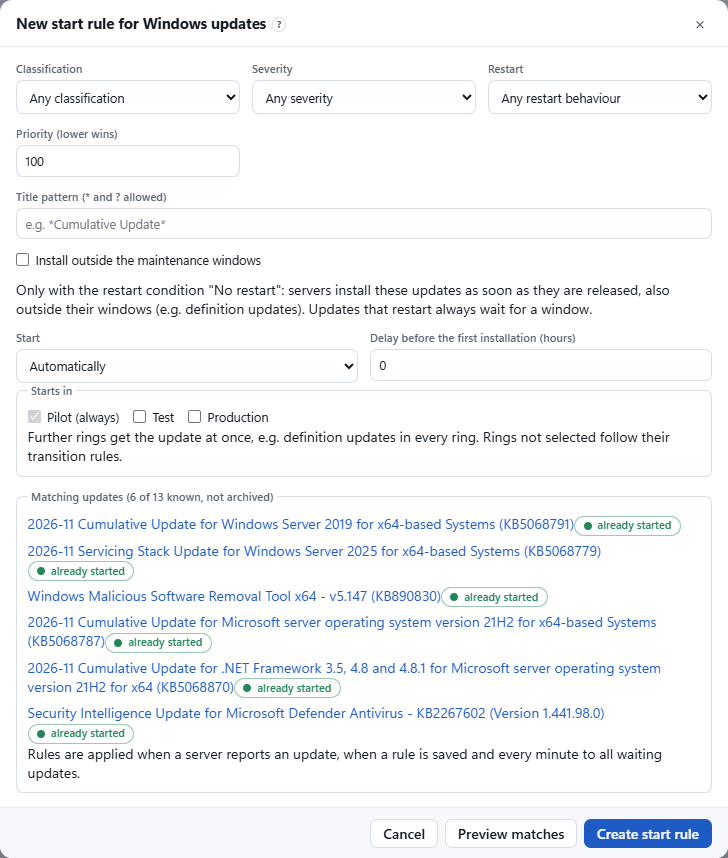 New start rule for Windows updates ?
×
Classification
Severity
Restart
Any classification
Any severity
Any restart behaviour
Priority (lower wins)
100
Title pattern (* and ? allowed)
e.g. *Cumulative Update*
Install outside the maintenance windows
Only with the restart condition "No restart": servers install these updates as soon as they are released, also
outside their windows (e.g. definition updates). Updates that restart always wait for a window.
Start
Delay before the first installation (hours)
Automatically
0
Starts in
Pilot (always)
Test
Production
Further rings get the update at once, e.g. definition updates in every ring. Rings not selected follow their
transition rules.
Matching updates (6 of 13 known, not archived)
2026-11 Cumulative Update for Windows Server 2019 for x64-based Systems (KB5068791) already started
2026-11 Servicing Stack Update for Windows Server 2025 for x64-based Systems (KB5068779)
already started
Windows Malicious Software Removal Tool x64 - v5.147 (KB890830) already started
2026-11 Cumulative Update for Microsoft server operating system version 21H2 for x64-based Systems
(KB5068787) already started
2026-11 Cumulative Update for .NET Framework 3.5, 4.8 and 4.8.1 for Microsoft server operating system
version 21H2 for x64 (KB5068870) already started
Security Intelligence Update for Microsoft Defender Antivirus - KB2267602 (Version 1.441.98.0)
already started
Rules are applied when a server reports an update, when a rule is saved and every minute to all waiting
updates.
Cancel
Preview matches
Create start rule